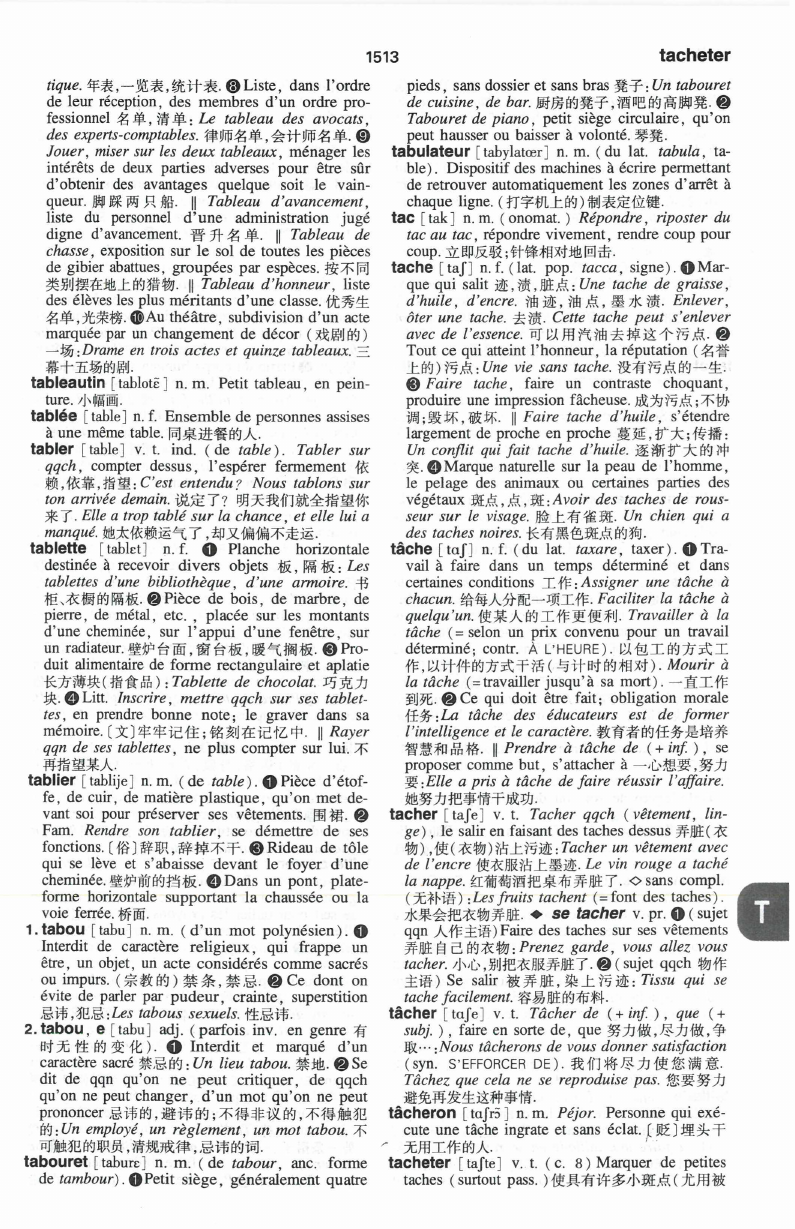 1513
tacheter
tique. 年表,一览表,统计表. ❽ Liste, dans l'ordre
de leur réception, des membres d'un ordre pro-
fessionnel 名单,清单: Le tableau des avocats,
des experts-comptables. 律师名单,会计师名单. ❾
Jouer, miser sur les deux tableaux, ménager les
intérêts de deux parties adverses pour être sûr
d'obtenir des avantages quelque soit le vain-
queur. 脚踩两只船. ‖ Tableau d'avancement,
liste du personnel d'une administration jugé
digne d'avancement. 晋升名单. ‖ Tableau de
chasse, exposition sur le sol de toutes les pièces
de gibier abattues, groupées par espèces. 按不同
类别摆在地上的猎物. ‖ Tableau d'honneur, liste
des élèves les plus méritants d'une classe. 优秀生
名单,光荣榜. ❿ Au théâtre, subdivision d'un acte
marquée par un changement de décor (戏剧的)
一场: Drame en trois actes et quinze tableaux. 三
幕十五场的剧.
tableautin [tablotɛ̃] n. m. Petit tableau, en pein-
ture. 小幅画.
tablée [table] n. f. Ensemble de personnes assises
à une même table. 同桌进餐的人.
tabler [table] v. t. ind. (de table). Tabler sur
qqch, compter dessus, l'espérer fermement 依
赖,依靠,指望: C'est entendu? Nous tablons sur
ton arrivée demain. 说定了? 明天我们就全指望你
来了. Elle a trop tablé sur la chance, et elle lui a
manqué. 她太依赖运气了,却又偏偏不走运.
tablette [tablɛt] n. f. ❶ Planche horizontale
destinée à recevoir divers objets 板,隔板: Les
tablettes d'une bibliothèque, d'une armoire. 书
柜、衣橱的隔板. ❷ Pièce de bois, de marbre, de
pierre, de métal, etc., placée sur les montants
d'une cheminée, sur l'appui d'une fenêtre, sur
un radiateur. 壁炉台面,窗台板,暖气搁板. ❸ Pro-
duit alimentaire de forme rectangulaire et aplatie
长方薄块(指食品): Tablette de chocolat. 巧克力
块. ❹ Litt. Inscrire, mettre qqch sur ses tablet-
tes, en prendre bonne note; le graver dans sa
mémoire. 〔文〕牢牢记住;铭刻在记忆中. ‖ Rayer
qqn de ses tablettes, ne plus compter sur lui. 不
再指望某人.
tablier [tablije] n. m. (de table). ❶ Pièce d'étof-
fe, de cuir, de matière plastique, qu'on met de-
vant soi pour préserver ses vêtements. 围裙. ❷
Fam. Rendre son tablier, se démettre de ses
fonctions. 〔俗〕辞职,辞掉不干. ❸ Rideau de tôle
qui se lève et s'abaisse devant le foyer d'une
cheminée. 壁炉前的挡板. ❹ Dans un pont, plate-
forme horizontale supportant la chaussée ou la
voie ferrée. 桥面.
1. tabou [tabu] n. m. (d'un mot polynésien). ❶
Interdit de caractère religieux, qui frappe un
être, un objet, un acte considérés comme sacrés
ou impurs. (宗教的)禁条,禁忌. ❷ Ce dont on
évite de parler par pudeur, crainte, superstition
忌讳,犯忌: Les tabous sexuels. 性忌讳.
2. tabou, e [tabu] adj. (parfois inv. en genre 有
时无性的变化). ❶ Interdit et marqué d'un
caractère sacré 禁忌的: Un lieu tabou. 禁地. ❷ Se
dit de qqn qu'on ne peut critiquer, de qqch
qu'on ne peut changer, d'un mot qu'on ne peut
prononcer 忌讳的,避讳的;不得非议的,不得触犯
的: Un employé, un règlement, un mot tabou. 不
可触犯的职员,清规戒律,忌讳的词.
tabouret [taburɛ] n. m. (de tabour, anc. forme
de tambour). ❶ Petit siège, généralement quatre
pieds, sans dossier et sans bras 凳子: Un tabouret
de cuisine, de bar. 厨房的凳子,酒吧的高脚凳. ❷
Tabouret de piano, petit siège circulaire, qu'on
peut hausser ou baisser à volonté. 琴凳.
tabulateur [tabylatœr] n. m. (du lat. tabula, ta-
ble). Dispositif des machines à écrire permettant
de retrouver automatiquement les zones d'arrêt à
chaque ligne. (打字机上的)制表定位键.
tac [tak] n. m. (onomat.) Répondre, riposter du
tac au tac, répondre vivement, rendre coup pour
coup. 立即反驳;针锋相对地回击.
tache [taʃ] n. f. (lat. pop. tacca, signe). ❶ Mar-
que qui salit 迹,渍,脏点: Une tache de graisse,
d'huile, d'encre. 油迹,油点,墨水渍. Enlever,
ôter une tache. 去渍. Cette tache peut s'enlever
avec de l'essence. 可以用汽油去掉这个污点. ❷
Tout ce qui atteint l'honneur, la réputation (名誉
上的)污点: Une vie sans tache. 没有污点的一生.
❸ Faire tache, faire un contraste choquant,
produire une impression fâcheuse. 成为污点;不协
调;毁坏,破坏. ‖ Faire tache d'huile, s'étendre
largement de proche en proche 蔓延,扩大;传播:
Un conflit qui fait tache d'huile. 逐渐扩大的冲
突. ❹ Marque naturelle sur la peau de l'homme,
le pelage des animaux ou certaines parties des
végétaux 斑点,点,斑: Avoir des taches de rous-
seur sur le visage. 脸上有雀斑. Un chien qui a
des taches noires. 长有黑色斑点的狗.
tâche [tɑʃ] n. f. (du lat. taxare, taxer). ❶ Tra-
vail à faire dans un temps déterminé et dans
certaines conditions 工作: Assigner une tâche à
chacun. 给每人分配一项工作. Faciliter la tâche à
quelqu'un. 使某人的工作更便利. Travailler à la
tâche (= selon un prix convenu pour un travail
déterminé; contr. À L'HEURE). 以包工的方式工
作,以计件的方式干活(与计时的相对). Mourir à
la tâche (= travailler jusqu'à sa mort). 一直工作
到死. ❷ Ce qui doit être fait; obligation morale
任务: La tâche des éducateurs est de former
l'intelligence et le caractère. 教育者的任务是培养
智慧和品格. ‖ Prendre à tâche de (+ inf.), se
proposer comme but, s'attacher à 一心想要,努力
要: Elle a pris à tâche de faire réussir l'affaire.
她努力把事情干成功.
tacher [taʃe] v. t. Tacher qqch (vêtement, lin-
ge), le salir en faisant des taches dessus 弄脏(衣
物),使(衣物)沾上污迹: Tacher un vêtement avec
de l'encre 使衣服沾上墨迹. Le vin rouge a taché
la nappe. 红葡萄酒把桌布弄脏了. ◇ sans compl.
(无补语): Les fruits tachent (= font des taches).
水果会把衣物弄脏. ◆ se tacher v. pr. ❶ (sujet
qqn 人作主语) Faire des taches sur ses vêtements
弄脏自己的衣物: Prenez garde, vous allez vous
tacher. 小心,别把衣服弄脏了. ❷ (sujet qqch 物作
主语) Se salir 被弄脏,染上污迹: Tissu qui se
tache facilement. 容易脏的布料.
tâcher [tɑʃe] v. t. Tâcher de (+ inf.), que (+
subj.), faire en sorte de, que 努力做,尽力做,争
取…: Nous tâcherons de vous donner satisfaction
(syn. S'EFFORCER DE). 我们将尽力使您满意.
Tâchez que cela ne se reproduise pas. 您要努力
避免再发生这种事情.
tâcheron [tɑʃrɔ̃] n. m. Péjor. Personne qui exé-
cute une tâche ingrate et sans éclat. 〔贬〕埋头干
无用工作的人.
tacheter [taʃte] v. t. (c. 8) Marquer de petites
taches (surtout pass.) 使具有许多小斑点(尤用被
T